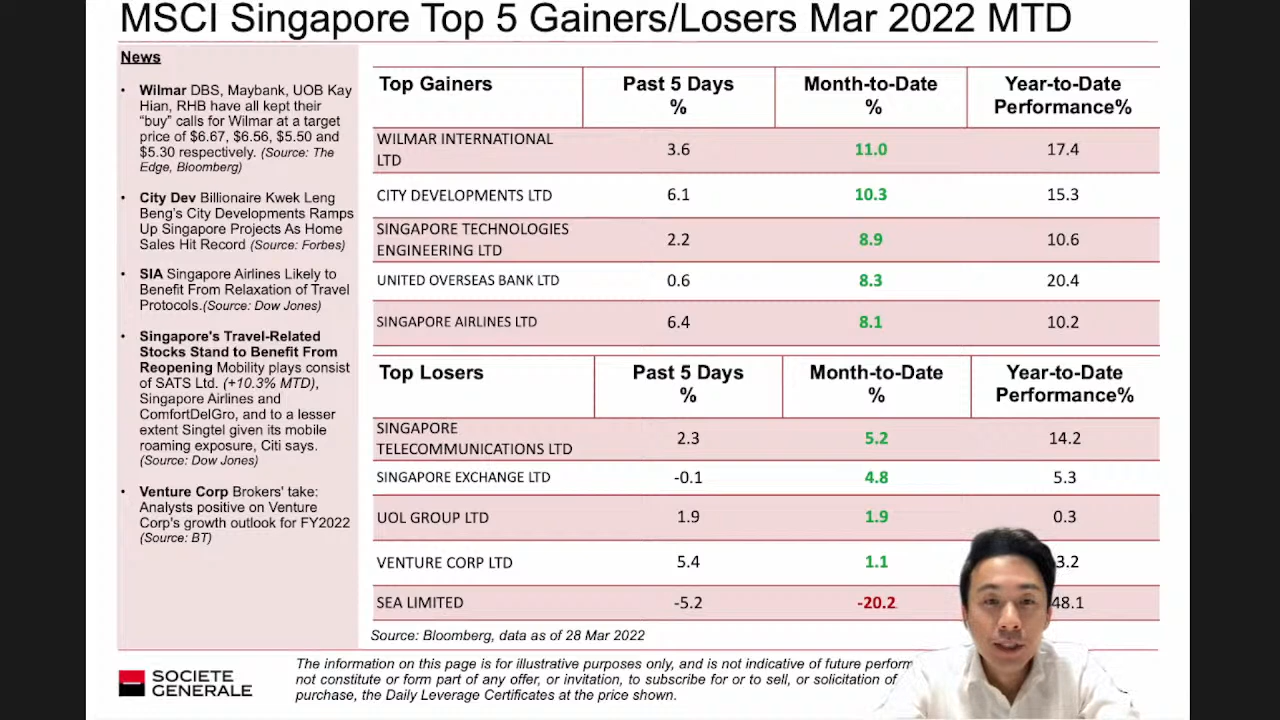 MSCI Singapore Top 5 Gainers/Losers Mar 2022 MTD
News
• Wilmar DBS, Maybank, UOB Kay
Hian, RHB have all kept their
“buy” calls for Wilmar at a target
price of $6.67, $6.56, $5.50 and
$5.30 respectively. (Source: The
Edge, Bloomberg)
• City Dev Billionaire Kwek Leng
Beng’s City Developments Ramps
Up Singapore Projects As Home
Sales Hit Record (Source: Forbes)
• SIA Singapore Airlines Likely to
Benefit From Relaxation of Travel
Protocols.(Source: Dow Jones)
• Singapore's Travel-Related
Stocks Stand to Benefit From
Reopening Mobility plays consist
of SATS Ltd. (+10.3% MTD),
Singapore Airlines and
ComfortDelGro, and to a lesser
extent Singtel given its mobile
roaming exposure, Citi says.
(Source: Dow Jones)
• Venture Corp Brokers' take:
Analysts positive on Venture
Corp's growth outlook for FY2022
(Source: BT)
Top Gainers Past 5 Days % Month-to-Date % Year-to-Date Performance%
WILMAR INTERNATIONAL LTD 3.6 11.0 17.4
CITY DEVELOPMENTS LTD 6.1 10.3 15.3
SINGAPORE TECHNOLOGIES ENGINEERING LTD 2.2 8.9 10.6
UNITED OVERSEAS BANK LTD 0.6 8.3 20.4
SINGAPORE AIRLINES LTD 6.4 8.1 10.2
Top Losers Past 5 Days % Month-to-Date % Year-to-Date Performance%
SINGAPORE TELECOMMUNICATIONS LTD 2.3 5.2 14.2
SINGAPORE EXCHANGE LTD -0.1 4.8 5.3
UOL GROUP LTD 1.9 1.9 0.3
VENTURE CORP LTD 5.4 1.1 3.2
SEA LIMITED -5.2 -20.2 48.1
Source: Bloomberg, data as of 28 Mar 2022
SOCIETE
GENERALE
The information on this page is for illustrative purposes only, and is not indicative of future
not constitute or form part of any offer, or invitation, to subscribe for or to sell, or solicitation of
purchase, the Daily Leverage Certificates at the price shown.